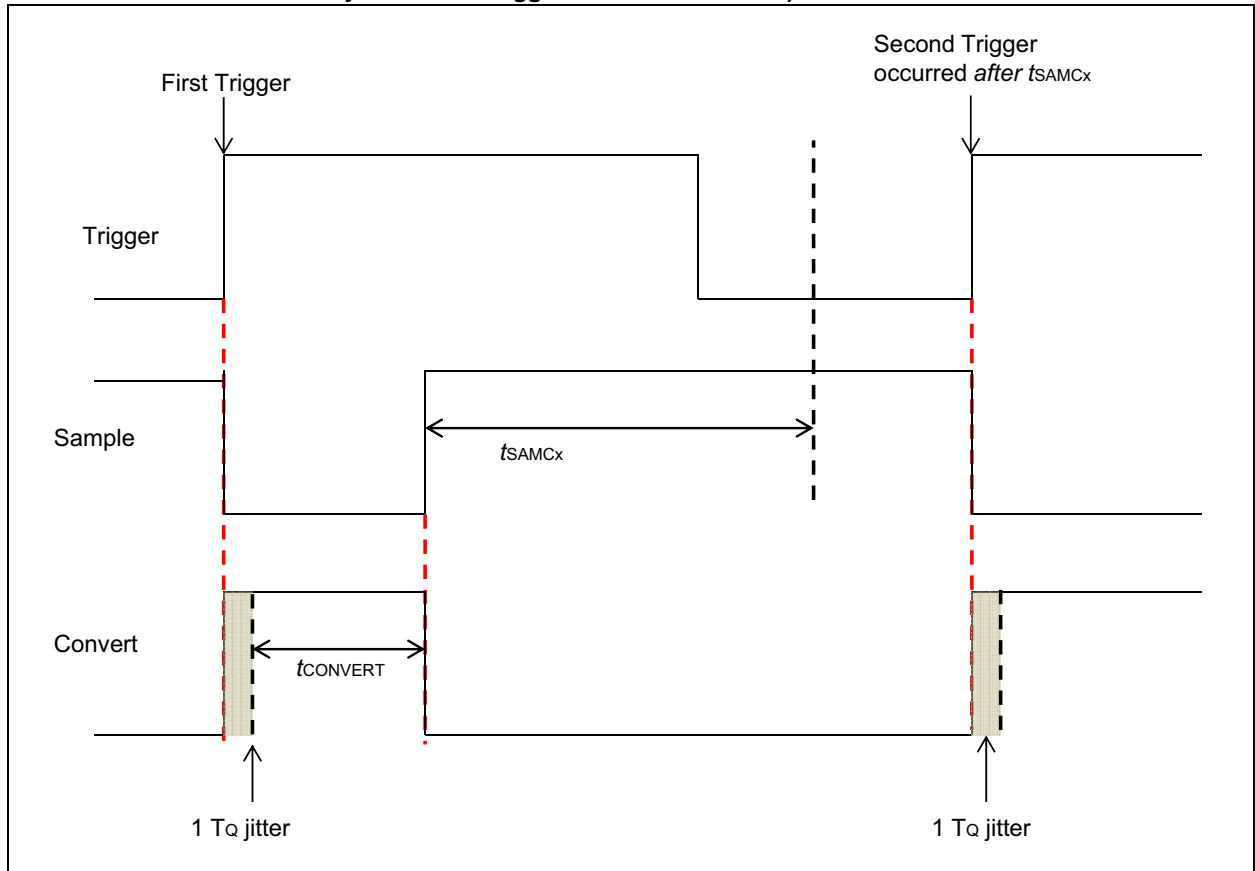 First Trigger
Second Trigger
occurred after tSAMCx
Trigger
Sample
tSAMCx
Convert
tCONVERT
1 TQ jitter
1 TQ jitter